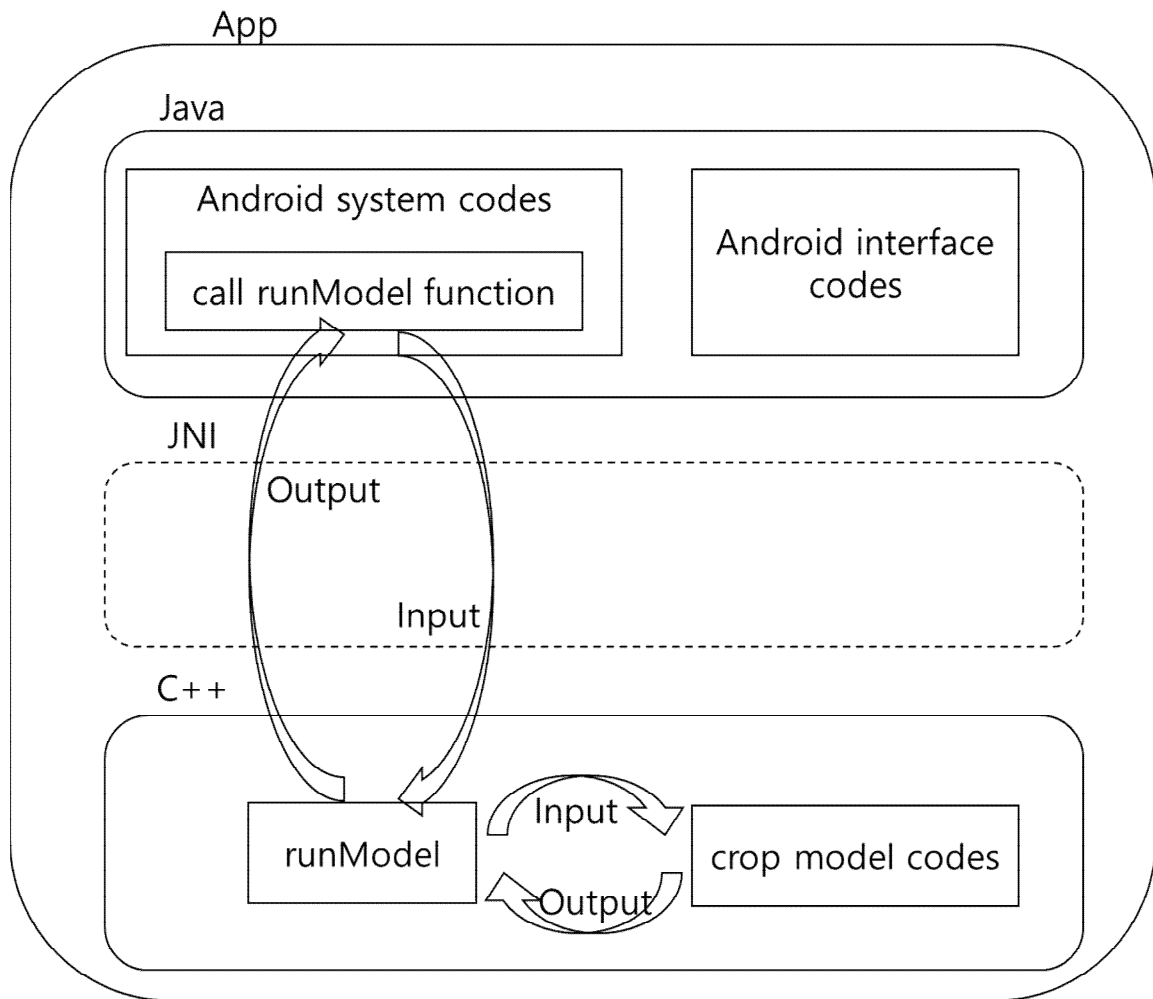 App
Java
Android system codes
call runModel function
Android interface
codes
JNI
Output
Input
C++
runModel
Input
Output
crop model codes